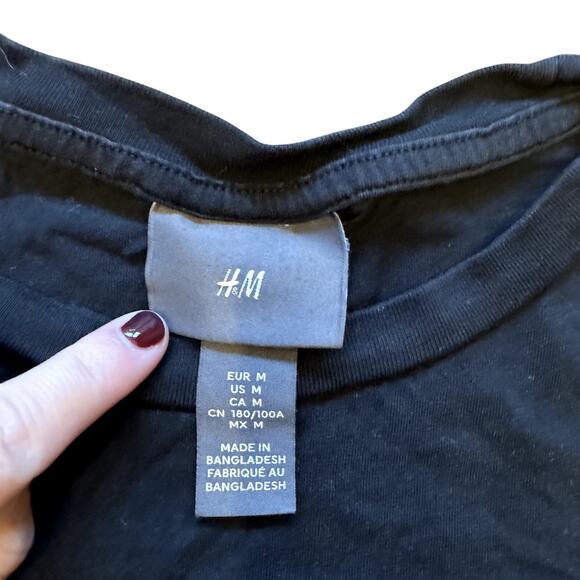 H&M
EUR M
US M
CA M
CN 180/100A
MX M
MADE IN
BANGLADESH
FABRIQUÉ AU
BANGLADESH